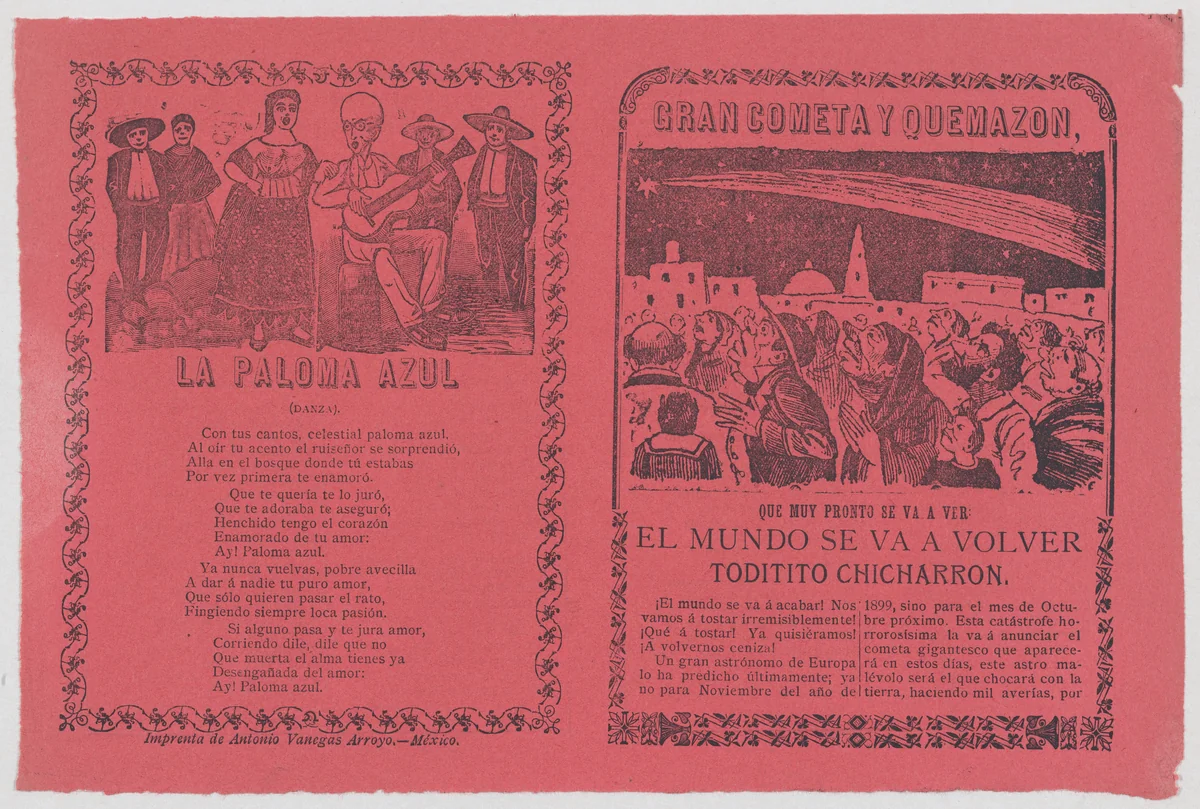 LA PALOMA AZUL
(DANZA).
Con tus cantos, celestial paloma azul,
Al oir tu acento el ruiseñor se sorprendió,
Alla en el bosque donde tú estabas
Por vez primera te enamoró.
Que te quería te lo juró,
Que te adoraba te aseguró;
Henchido tengo el corazón
Enamorado de tu amor:
Ay! Paloma azul.
Ya nunca vuelvas, pobre avecilla
A dar á nadie tu puro amor,
Que sólo quieren pasar el rato,
Fingiendo siempre loca pasión.
Si alguno pasa y te jura amor,
Corriendo dile, dile que no
Que muerta el alma tienes ya
Desengañada del amor:
Ay! Paloma azul.
Imprenta de Antonio Vanegas Arroyo.—México.
GRAN COMETA Y QUEMAZON,
QUE MUY PRONTO SE VA A VER:
EL MUNDO SE VA A VOLVER
TODITITO CHICHARRON.
¡El mundo se va á acabar! Nos
vamos á tostar irremisiblemente!
¡Qué á tostar! Ya quisiéramos!
¡A volvernos ceniza!
Un gran astrónomo de Europa
lo ha predicho últimamente; ya
no para Noviembre del año de
1899, sino para el mes de Octu-
bre próximo. Esta catástrofe ho-
rrorosísima la va á anunciar el
cometa gigantesco que aparece-
rá en estos días, este astro ma-
lévolo será el que chocará con la
tierra, haciendo mil averías, por